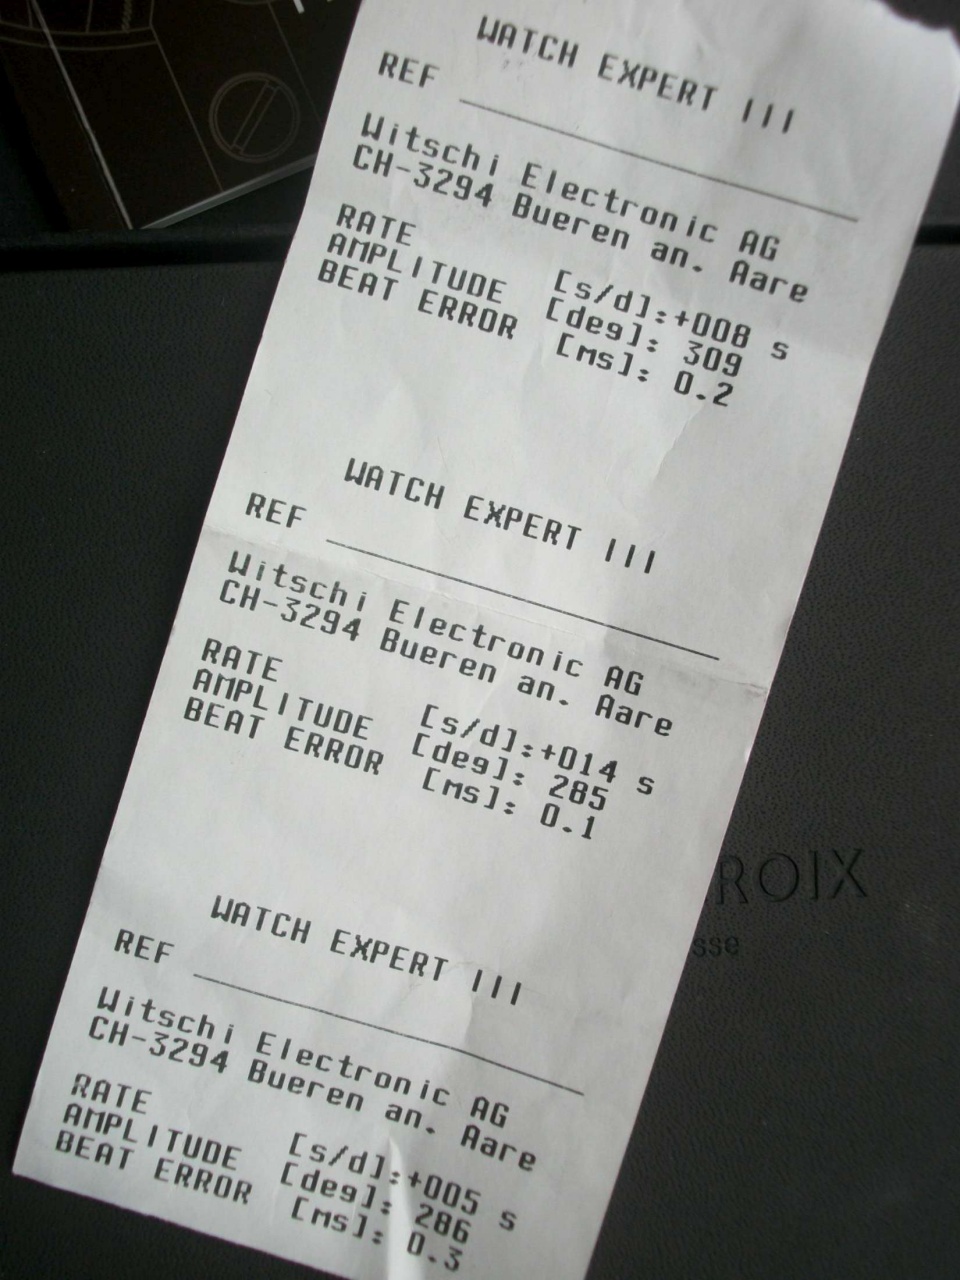 WATCH EXPERT III
REF
Witschi Electronic AG
CH-3294 Bueren an. Aare
RATE [s/d]:+008 s
AMPLITUDE [deg]: 309
BEAT ERROR [ms]: 0.2
WATCH EXPERT III
REF
Witschi Electronic AG
CH-3294 Bueren an. Aare
RATE [s/d]:+014 s
AMPLITUDE [deg]: 285
BEAT ERROR [ms]: 0.1
WATCH EXPERT III
REF
Witschi Electronic AG
CH-3294 Bueren an. Aare
RATE [s/d]:+005 s
AMPLITUDE [deg]: 286
BEAT ERROR [ms]: 0.3
ROIX
sse